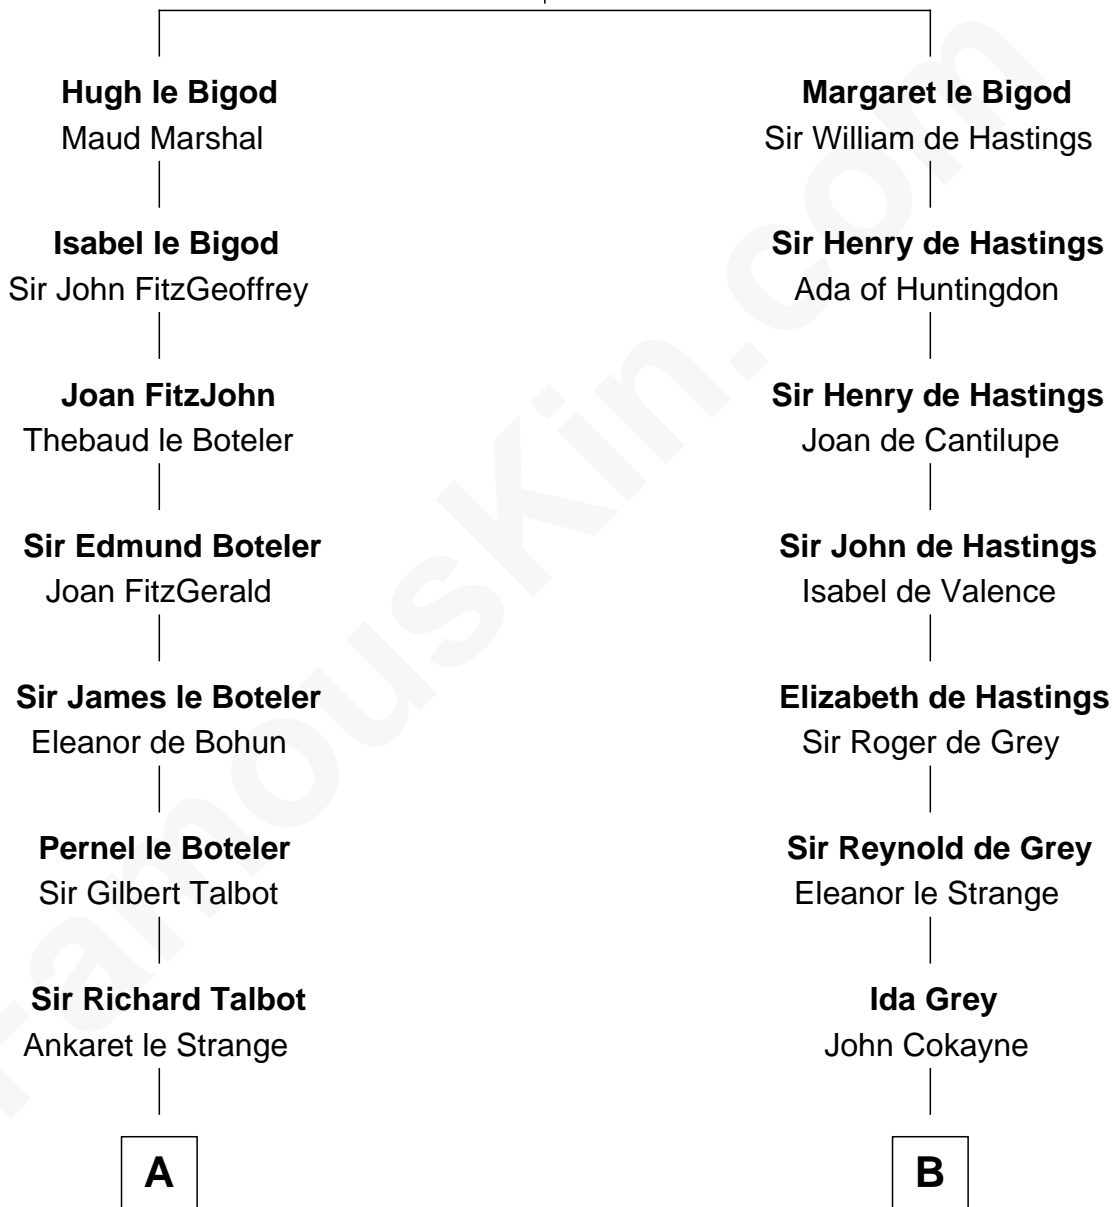 Hugh le Bigod
Maud Marshal
Margaret le Bigod
Sir William de Hastings
Isabel le Bigod
Sir John FitzGeoffrey
Sir Henry de Hastings
Ada of Huntingdon
Joan FitzJohn
Thebaud le Boteler
Sir Henry de Hastings
Joan de Cantilupe
Sir Edmund Boteler
Joan FitzGerald
Sir John de Hastings
Isabel de Valence
Sir James le Boteler
Eleanor de Bohun
Elizabeth de Hastings
Sir Roger de Grey
Pernel le Boteler
Sir Gilbert Talbot
Sir Reynold de Grey
Eleanor le Strange
Sir Richard Talbot
Ankaret le Strange
Ida Grey
John Cokayne
A
B
FamousKin.com